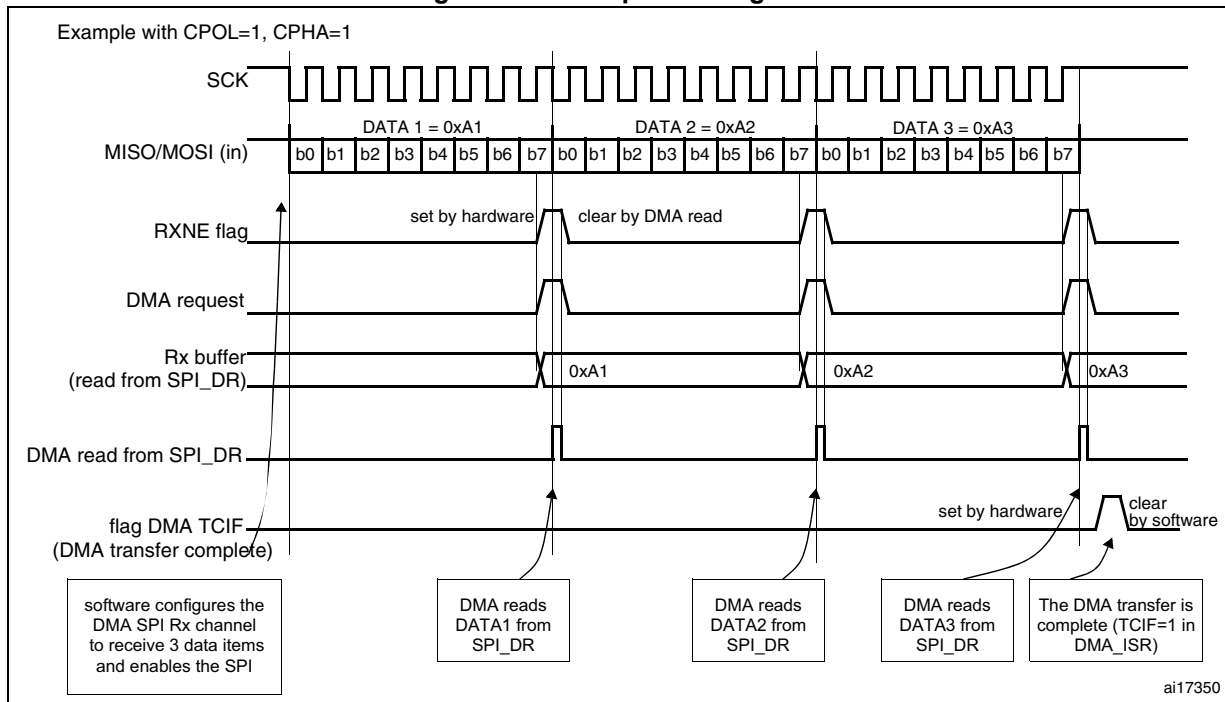 Example with CPOL=1, CPHA=1
SCK
DATA 1 = 0xA1
DATA 2 = 0xA2
DATA 3 = 0xA3
MISO/MOSI (in)
b0 b1 b2 b3 b4 b5 b6 b7 b0 b1 b2 b3 b4 b5 b6 b7 b0 b1 b2 b3 b4 b5 b6 b7
set by hardware
clear by DMA read
RXNE flag
DMA request
Rx buffer
(read from SPI_DR)
0xA1
0xA2
0xA3
DMA read from SPI_DR
flag DMA TCIF
(DMA transfer complete)
set by hardware
clear
by software
software configures the
DMA SPI Rx channel
to receive 3 data items
and enables the SPI
DMA reads
DATA1 from
SPI_DR
DMA reads
DATA2 from
SPI_DR
DMA reads
DATA3 from
SPI_DR
The DMA transfer is
complete (TCIF=1 in
DMA_ISR)
ai17350